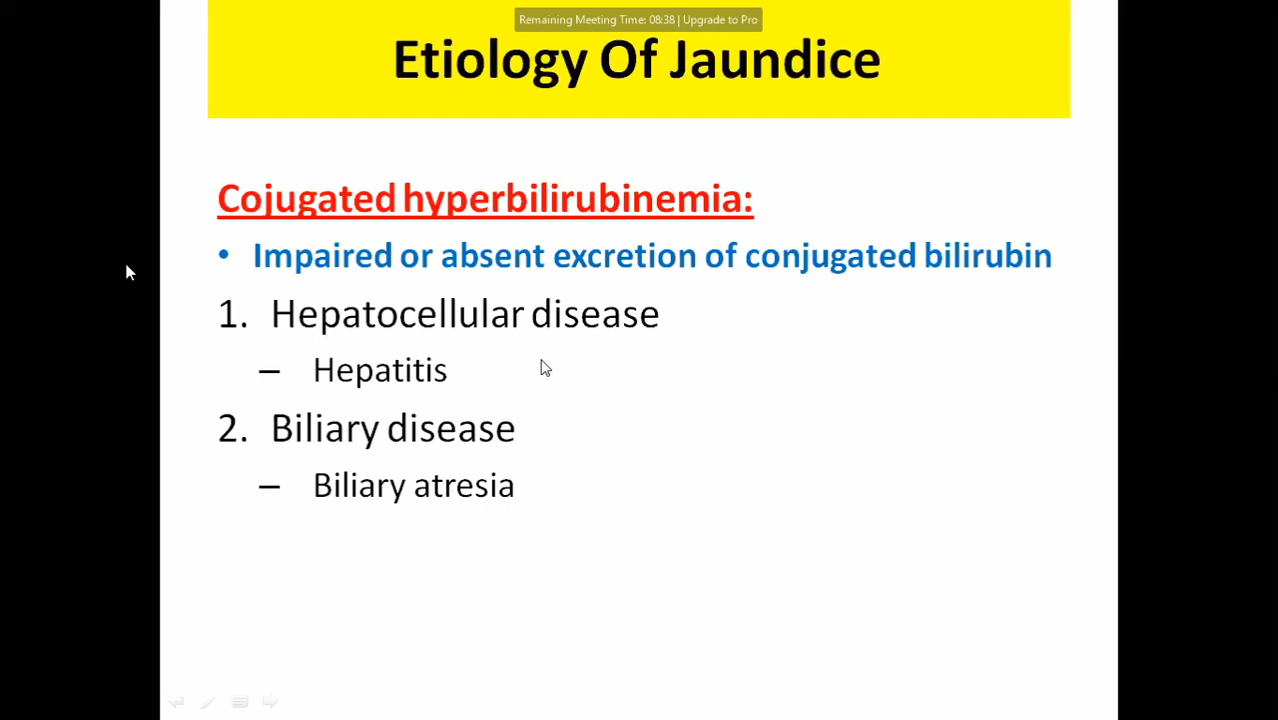 Remaining Meeting Time: 08:38 | Upgrade to Pro
Etiology Of Jaundice
Cojugated hyperbilirubinemia:
• Impaired or absent excretion of conjugated bilirubin
1. Hepatocellular disease
– Hepatitis
2. Biliary disease
– Biliary atresia